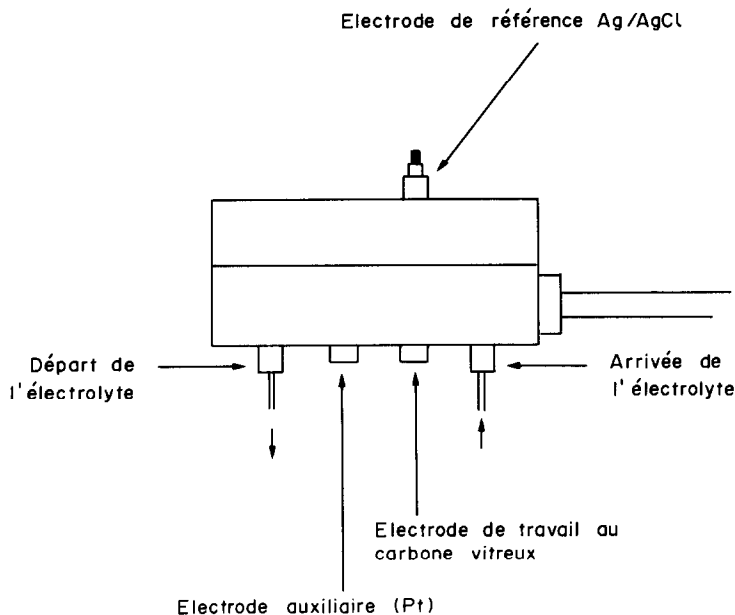 Electrode de référence Ag/AgCl
Départ de
l'électrolyte
Arrivée de
l'électrolyte
Electrode de travail au
carbone vitreux
Electrode auxiliaire (Pt)